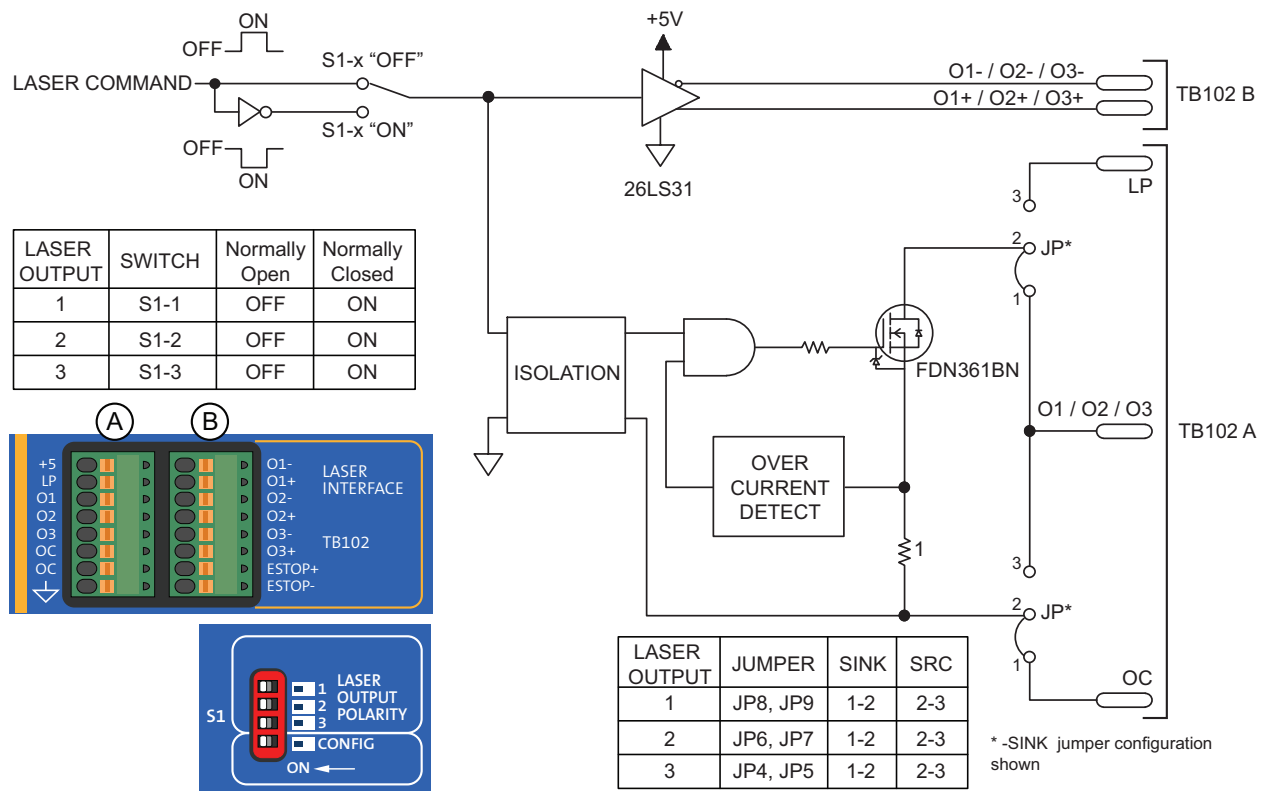 ON
OFF
LASER COMMAND
S1-x “OFF”
S1-x “ON”
OFF
ON
+5V
26LS31
O1- / O2- / O3-
O1+ / O2+ / O3+
TB102 B
LP
3
2
JP*
1
FDN361BN
ISOLATION
O1 / O2 / O3
TB102 A
OVER
CURRENT
DETECT
1
3
2
JP*
1
OC
LASER OUTPUT SWITCH Normally Open Normally Closed
1 S1-1 OFF ON
2 S1-2 OFF ON
3 S1-3 OFF ON
A B
+5
LP
O1
O2
O3
OC
OC
O1-
O1+
O2-
O2+
O3-
O3+
ESTOP+
ESTOP-
LASER
INTERFACE
TB102
S1
1
2
3
LASER
OUTPUT
POLARITY
CONFIG
ON
LASER OUTPUT JUMPER SINK SRC
1 JP8, JP9 1-2 2-3
2 JP6, JP7 1-2 2-3
3 JP4, JP5 1-2 2-3
* -SINK jumper configuration
shown